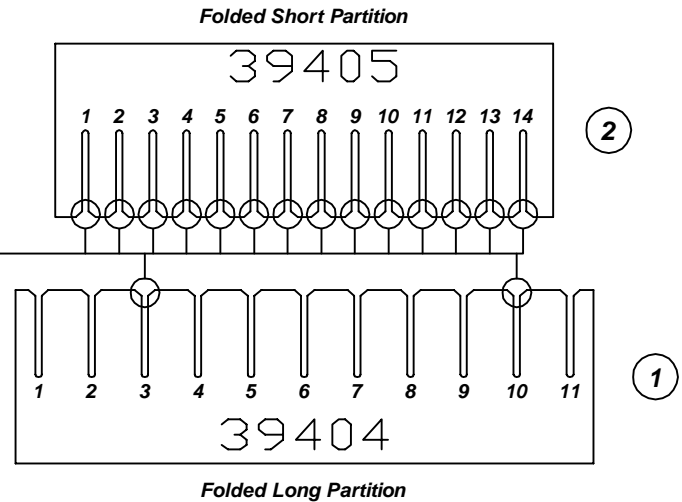 Folded Short Partition
39405
1 2 3 4 5 6 7 8 9 10 11 12 13 14
2
1 2 3 4 5 6 7 8 9 10 11
1
39404
Folded Long Partition